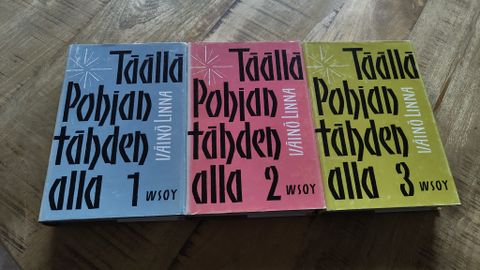 Täällä
Pohjan
tähden
alla 1
VÄINÖ LINNA
WSOY
Täällä
Pohjan
tähden
alla 2
VÄINÖ LINNA
WSOY
Täällä
Pohjan
tähden
alla 3
VÄINÖ LINNA
WSOY